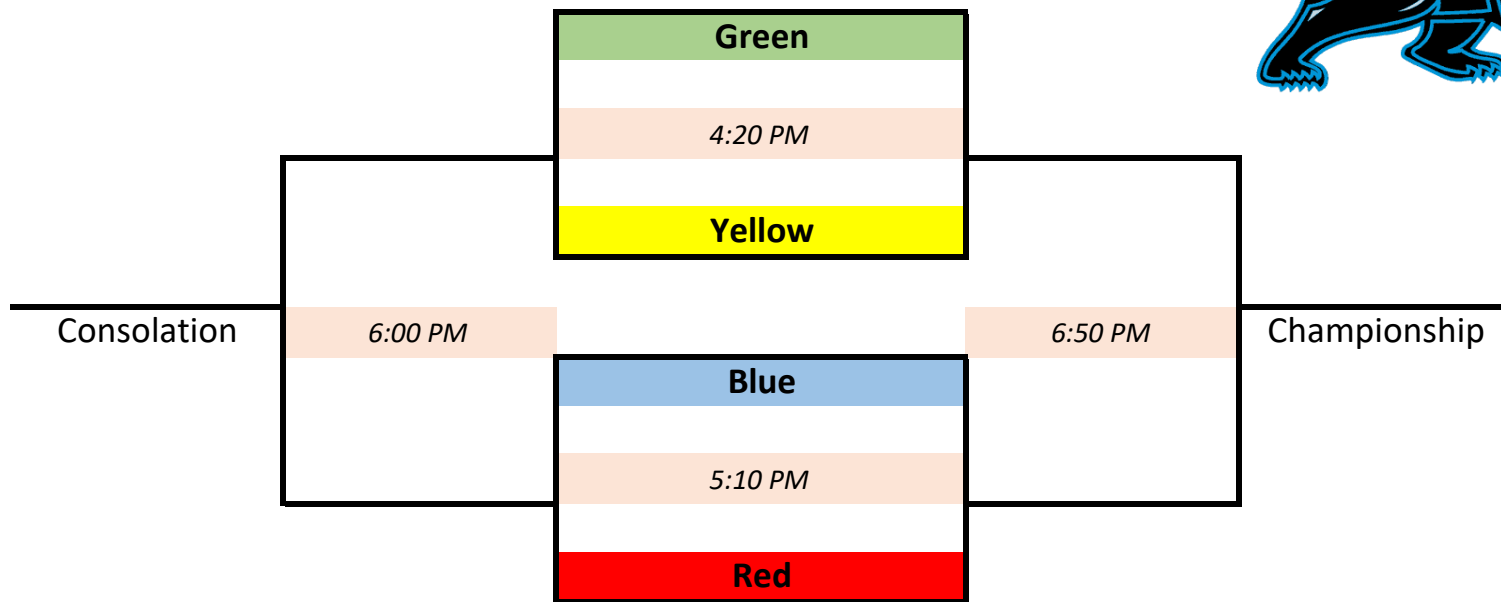 Green
4:20 PM
Yellow
Consolation
6:00 PM
6:50 PM
Championship
Blue
5:10 PM
Red